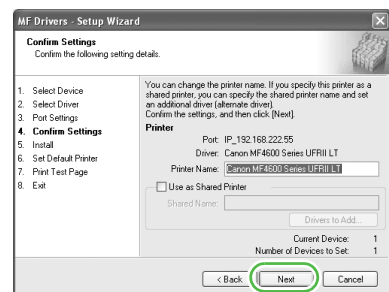 MF Drivers - Setup Wizard
Confirm Settings
Confirm the following setting details.
1. Select Device
2. Select Driver
3. Port Settings
4. Confirm Settings
5. Install
6. Set Default Printer
7. Print Test Page
8. Exit
You can change the printer name. If you specify this printer as a
shared printer, you can specify the shared printer name and set
an additional driver (alternate driver).
Confirm the settings, and then click [Next].
Printer
Port: IP_192.168.222.55
Driver: Canon MF4600 Series UFRII LT
Printer Name: Canon MF4600 Series UFRII LT
Use as Shared Printer
Shared Name:
Drivers to Add...
Current Device: 1
Number of Devices to Set: 1
< Back Next Cancel